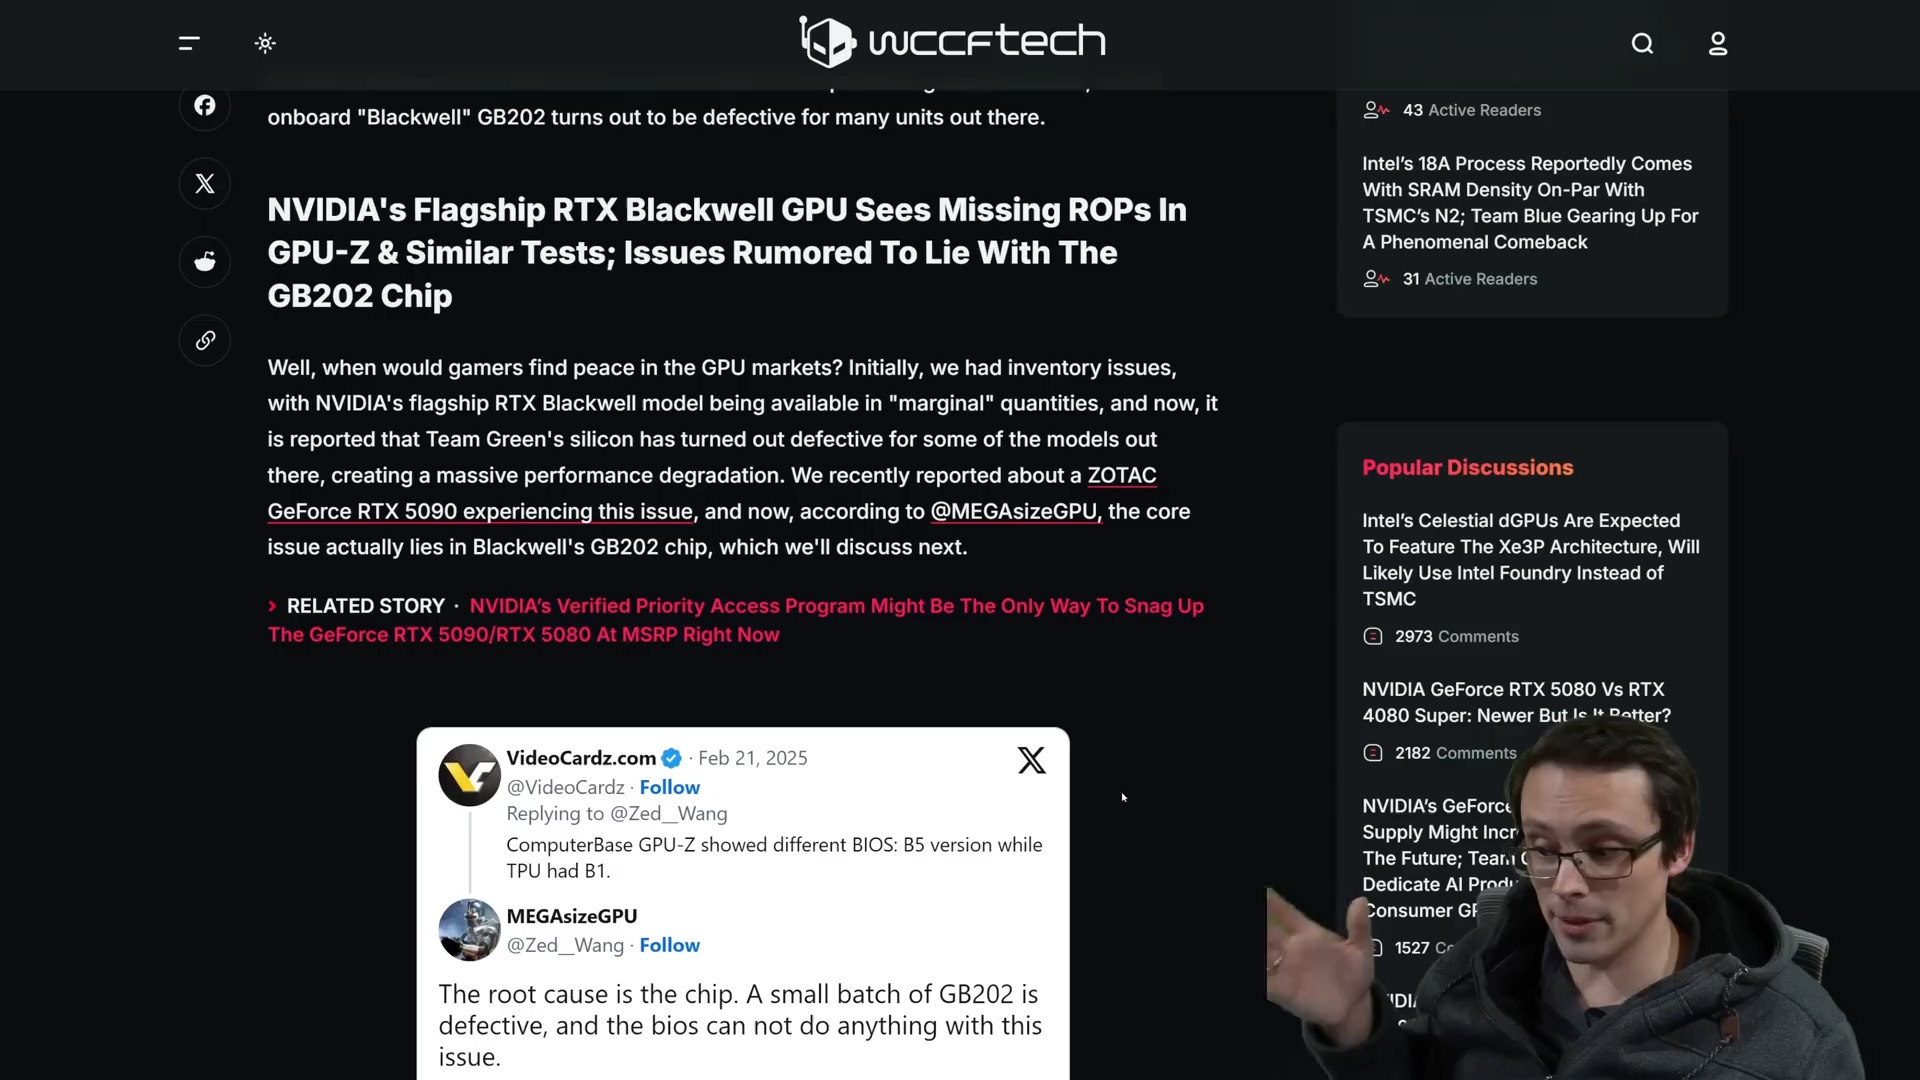 wccftech
onboard "Blackwell" GB202 turns out to be defective for many units out there.
NVIDIA's Flagship RTX Blackwell GPU Sees Missing ROPs In
GPU-Z & Similar Tests; Issues Rumored To Lie With The
GB202 Chip
Well, when would gamers find peace in the GPU markets? Initially, we had inventory issues,
with NVIDIA's flagship RTX Blackwell model being available in "marginal" quantities, and now, it
is reported that Team Green's silicon has turned out defective for some of the models out
there, creating a massive performance degradation. We recently reported about a ZOTAC
GeForce RTX 5090 experiencing this issue, and now, according to @MEGAsizeGPU, the core
issue actually lies in Blackwell's GB202 chip, which we'll discuss next.
RELATED STORY · NVIDIA's Verified Priority Access Program Might Be The Only Way To Snag Up
The GeForce RTX 5090/RTX 5080 At MSRP Right Now
VideoCardz.com · Feb 21, 2025
@VideoCardz · Follow
Replying to @Zed__Wang
ComputerBase GPU-Z showed different BIOS: B5 version while
TPU had B1.
MEGAsizeGPU
@Zed__Wang · Follow
The root cause is the chip. A small batch of GB202 is
defective, and the bios can not do anything with this
issue.
43 Active Readers
Intel's 18A Process Reportedly Comes
With SRAM Density On-Par With
TSMC's N2; Team Blue Gearing Up For
A Phenomenal Comeback
31 Active Readers
Popular Discussions
Intel's Celestial dGPUs Are Expected
To Feature The Xe3P Architecture, Will
Likely Use Intel Foundry Instead of
TSMC
2973 Comments
NVIDIA GeForce RTX 5080 Vs RTX
4080 Super: Newer But Is It Better?
2182 Comments
NVIDIA's GeForce
Supply Might
The Future; Team
Dedicate AI
Consumer
1527